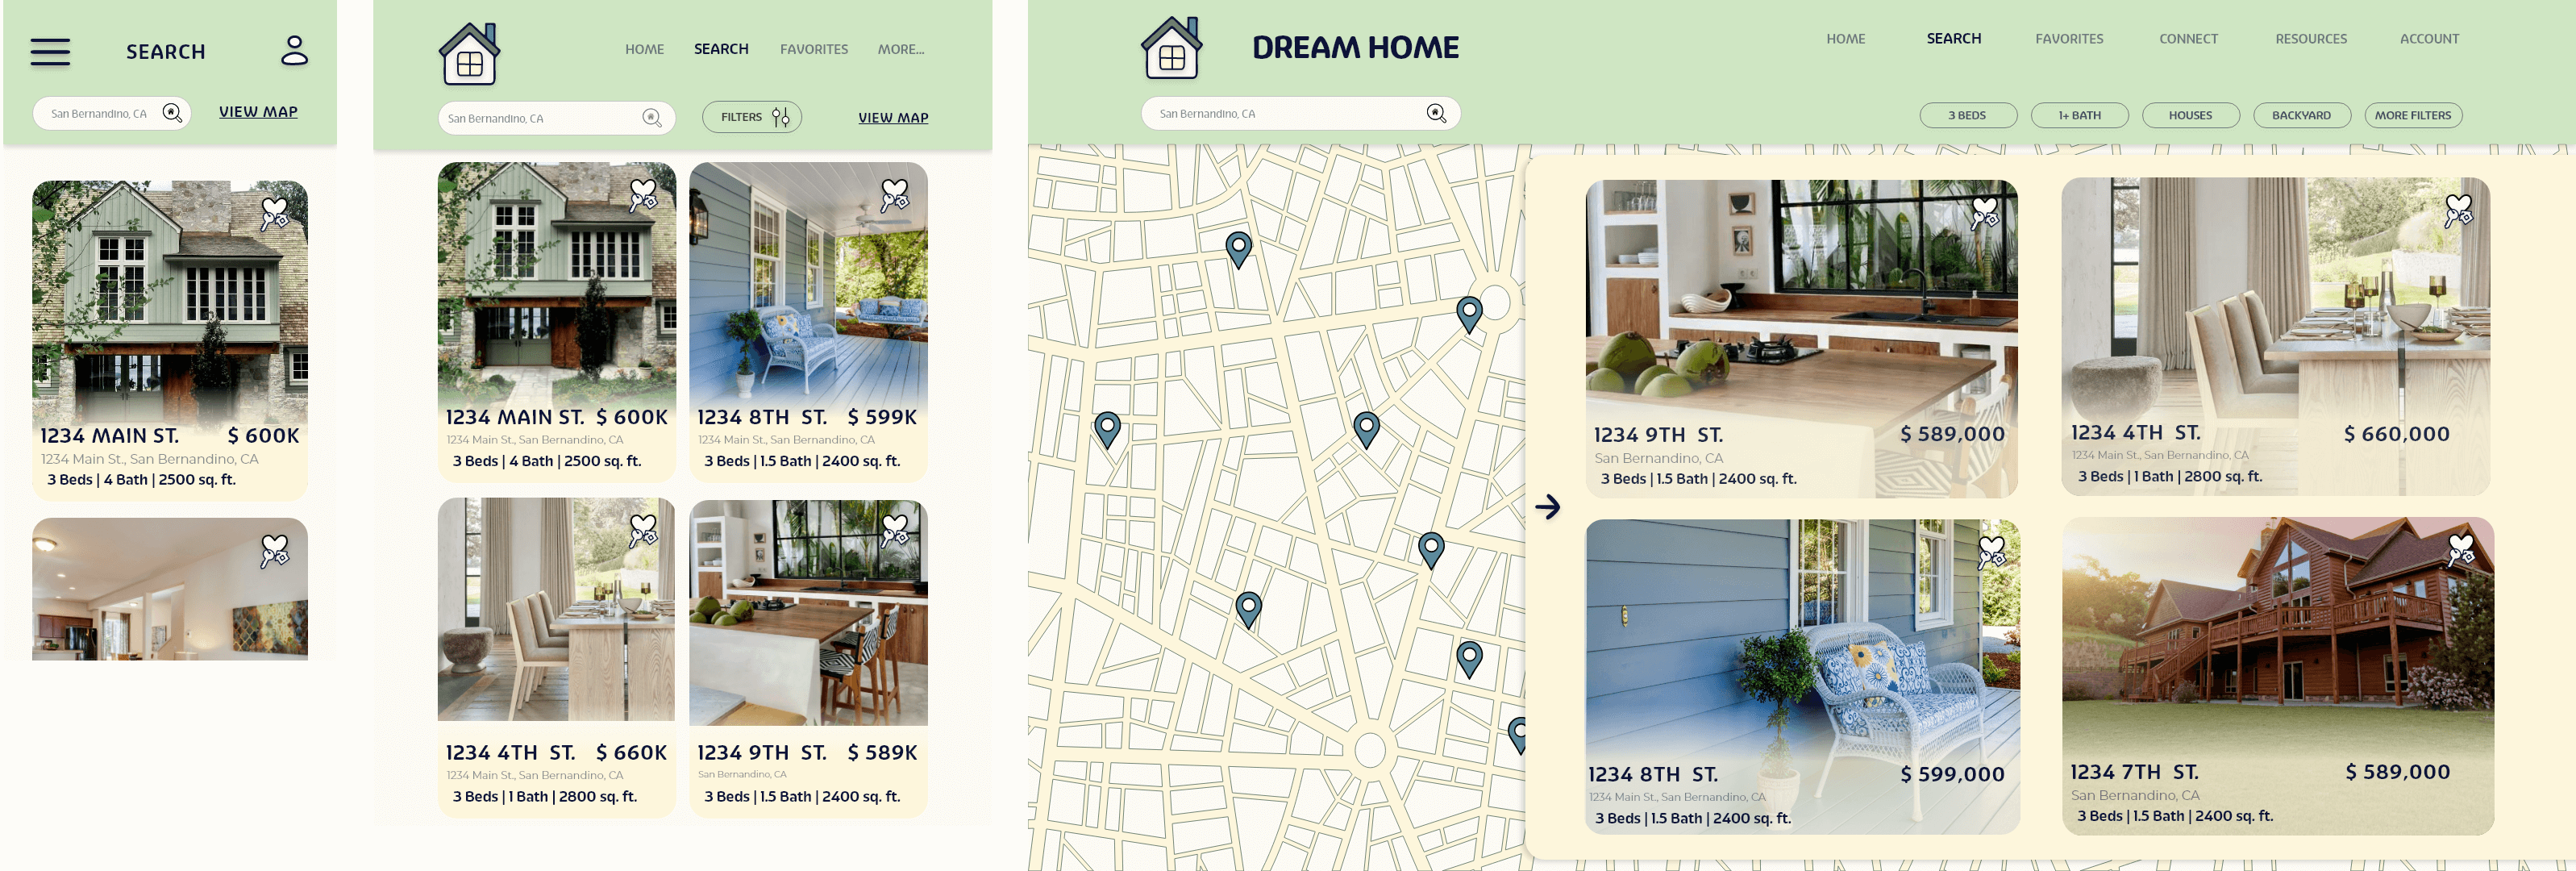 SEARCH
San Bernandino, CA
VIEW MAP
1234 MAIN ST. $ 600K
1234 Main St., San Bernandino, CA
3 Beds | 4 Bath | 2500 sq. ft.
HOME SEARCH FAVORITES MORE...
San Bernandino, CA
FILTERS
VIEW MAP
1234 MAIN ST. $ 600K
1234 Main St., San Bernandino, CA
3 Beds | 4 Bath | 2500 sq. ft.
1234 8TH ST. $ 599K
1234 Main St., San Bernandino, CA
3 Beds | 1.5 Bath | 2400 sq. ft.
1234 4TH ST. $ 660K
1234 Main St., San Bernandino, CA
3 Beds | 1 Bath | 2800 sq. ft.
1234 9TH ST. $ 589K
San Bernandino, CA
3 Beds | 1.5 Bath | 2400 sq. ft.
DREAM HOME
HOME SEARCH FAVORITES CONNECT RESOURCES ACCOUNT
San Bernandino, CA
3 BEDS 1+ BATH HOUSES BACKYARD MORE FILTERS
1234 9TH ST. $ 589,000
San Bernandino, CA
3 Beds | 1.5 Bath | 2400 sq. ft.
1234 4TH ST. $ 660,000
1234 Main St., San Bernandino, CA
3 Beds | 1 Bath | 2800 sq. ft.
1234 8TH ST. $ 599,000
1234 Main St., San Bernandino, CA
3 Beds | 1.5 Bath | 2400 sq. ft.
1234 7TH ST. $ 589,000
San Bernandino, CA
3 Beds | 1.5 Bath | 2400 sq. ft.